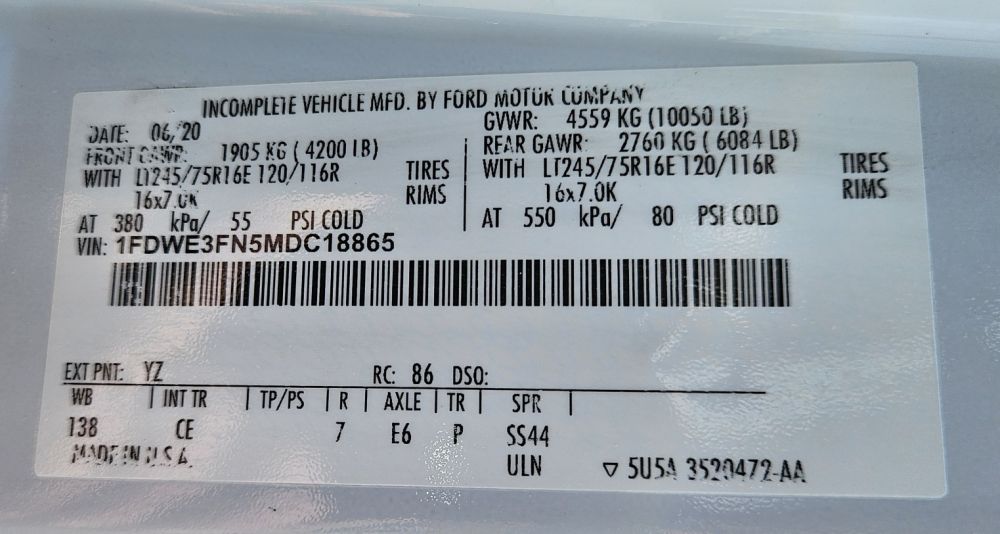 INCOMPLETE VEHICLE MFD. BY FORD MOTOR COMPANY
DATE: 06/20 GVWR: 4559 KG (10050 LB)
FRONT GAWR: 1905 KG ( 4200 LB) REAR GAWR: 2760 KG ( 6084 LB)
WITH LT245/75R16E 120/116R TIRES WITH LT245/75R16E 120/116R TIRES
16x7.0K RIMS 16x7.0K RIMS
AT 380 kPa/ 55 PSI COLD AT 550 kPa/ 80 PSI COLD
VIN: 1FDWE3FN5MDC18865
EXT PNT: YZ RC: 86 DSO:
WB | INT TR | TP/PS | R | AXLE | TR | SPR |
138 CE 7 E6 P SS44
MADE IN U.S.A. ULN ▽ 5U5A 3520472-AA